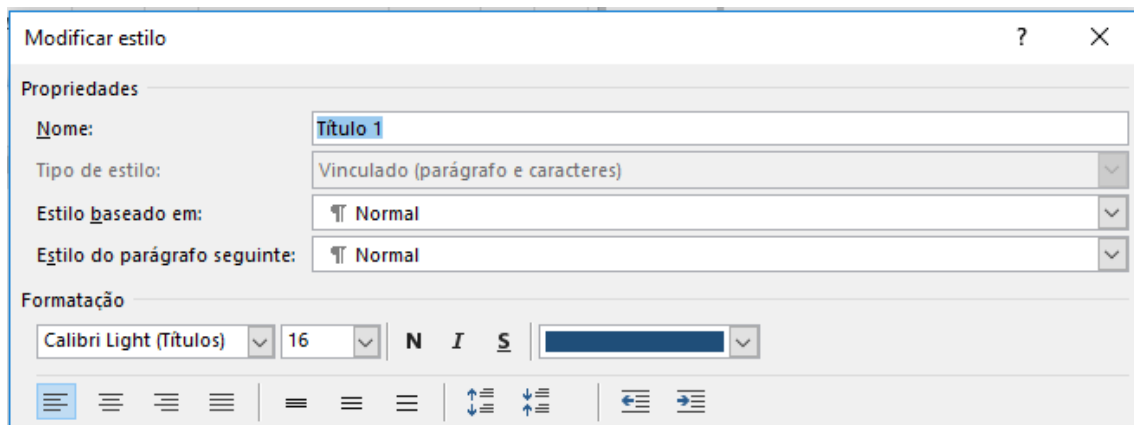 Modificar estilo ?
Propriedades
Nome: Título 1
Tipo de estilo: Vinculado (parágrafo e caracteres)
Estilo baseado em: ¶ Normal
Estilo do parágrafo seguinte: ¶ Normal
Formatação
Calibri Light (Títulos) 16 N I S